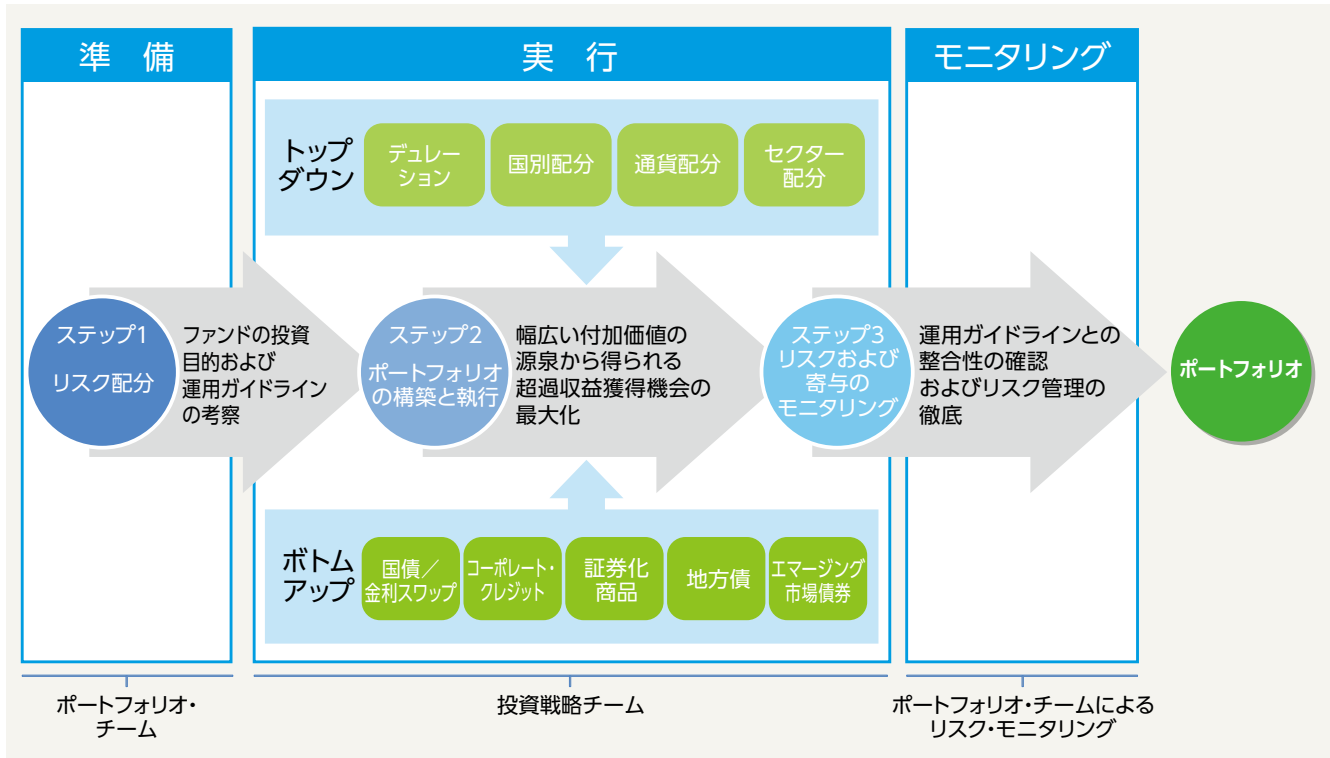 準 備
実 行
モニタリング
トップ
ダウン
デュレー
ション
国別配分
通貨配分
セクター
配分
ステップ1
リスク配分
ファンドの投資
目的および
運用ガイドライン
の考察
ステップ2
ポートフォリオ
の構築と執行
幅広い付加価値の
源泉から得られる
超過収益獲得機会の
最大化
ステップ3
リスクおよび
寄与の
モニタリング
運用ガイドラインとの
整合性の確認
およびリスク管理の
徹底
ポートフォリオ
ボトム
アップ
国債／
金利スワップ
コーポレート・
クレジット
証券化
商品
地方債
エマージング
市場債券
ポートフォリオ・
チーム
投資戦略チーム
ポートフォリオ・チームによる
リスク・モニタリング